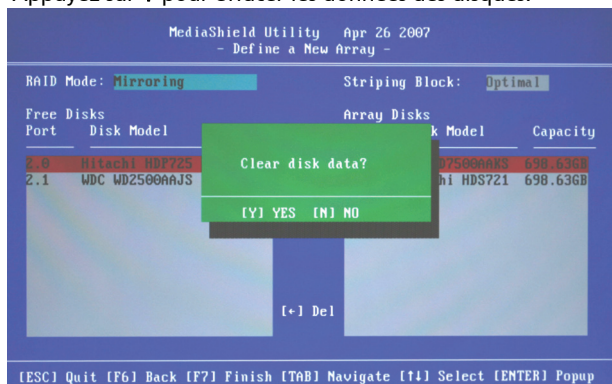 Appuyez sur Y pour effacer les données des disques.
MediaShield Utility Apr 26 2007
- Define a New Array -
RAID Mode: Mirroring Striping Block: Optimal
Free Disks Array Disks
Port Disk Model k Model Capacity
2.0 Hitachi HDP725 D7500AAKS 698.63GB
2.1 WDC WD2500AAJS hi HDS721 698.63GB
Clear disk data?
[Y] YES [N] NO
[←] Del
[ESC] Quit [F6] Back [F7] Finish [TAB] Navigate [↑↓] Select [ENTER] Popup